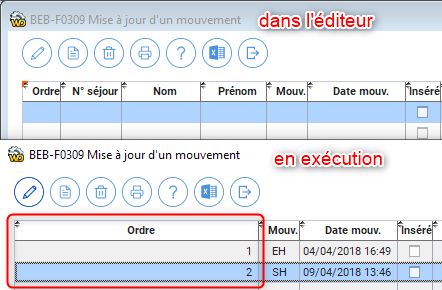 BEB-F0309 Mise à jour d'un mouvement
dans l'éditeur
Ordre N° séjour Nom Prénom Mouv. Date mouv. Inséré
BEB-F0309 Mise à jour d'un mouvement
en exécution
Ordre Mouv. Date mouv. Inséré
1 EH 04/04/2018 16:49
2 SH 09/04/2018 13:46